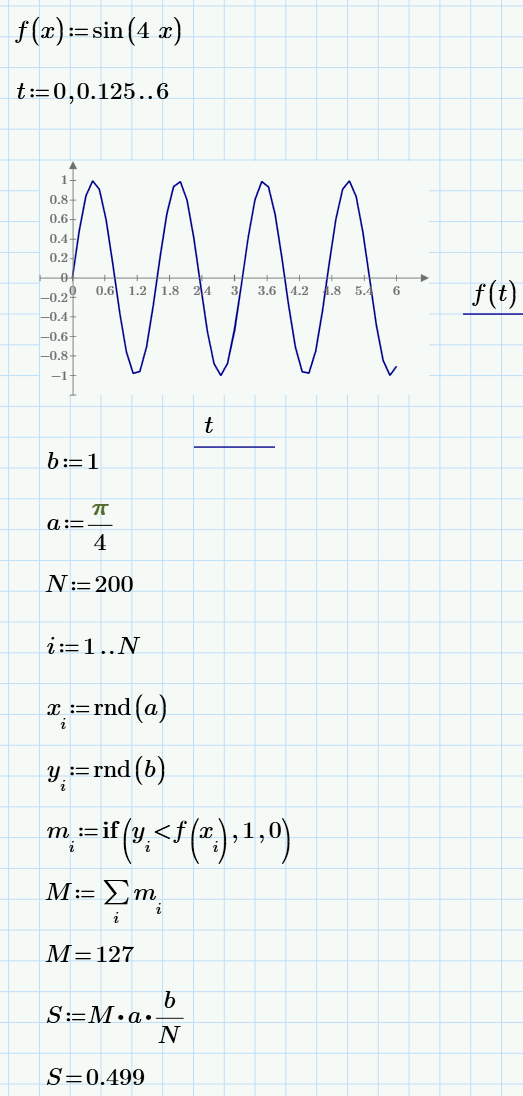 f(x):=sin(4 x)
t:=0,0.125..6
1
0.8
0.6
0.4
0.2
0
−0.2
−0.4
−0.6
−0.8
−1
0 0.6 1.2 1.8 2.4 3 3.6 4.2 4.8 5.4 6
f(t)
t
b:=1
a:=π/4
N:=200
i:=1..N
x_i:=rnd(a)
y_i:=rnd(b)
m_i:=if(y_i<f(x_i),1,0)
M:=∑_i m_i
M=127
S:=M•a•b/N
S=0.499